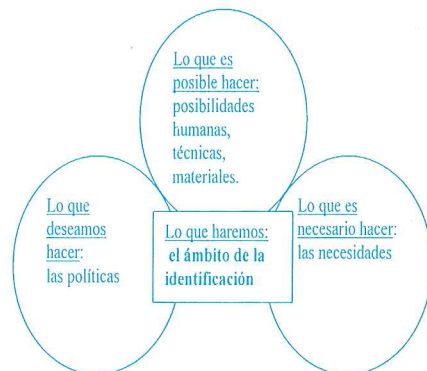 Lo que es
posible hacer:
posibilidades
humanas,
técnicas,
materiales.
Lo que
deseamos
hacer:
las políticas
Lo que haremos:
el ámbito de la
identificación
Lo que es
necesario hacer:
las necesidades